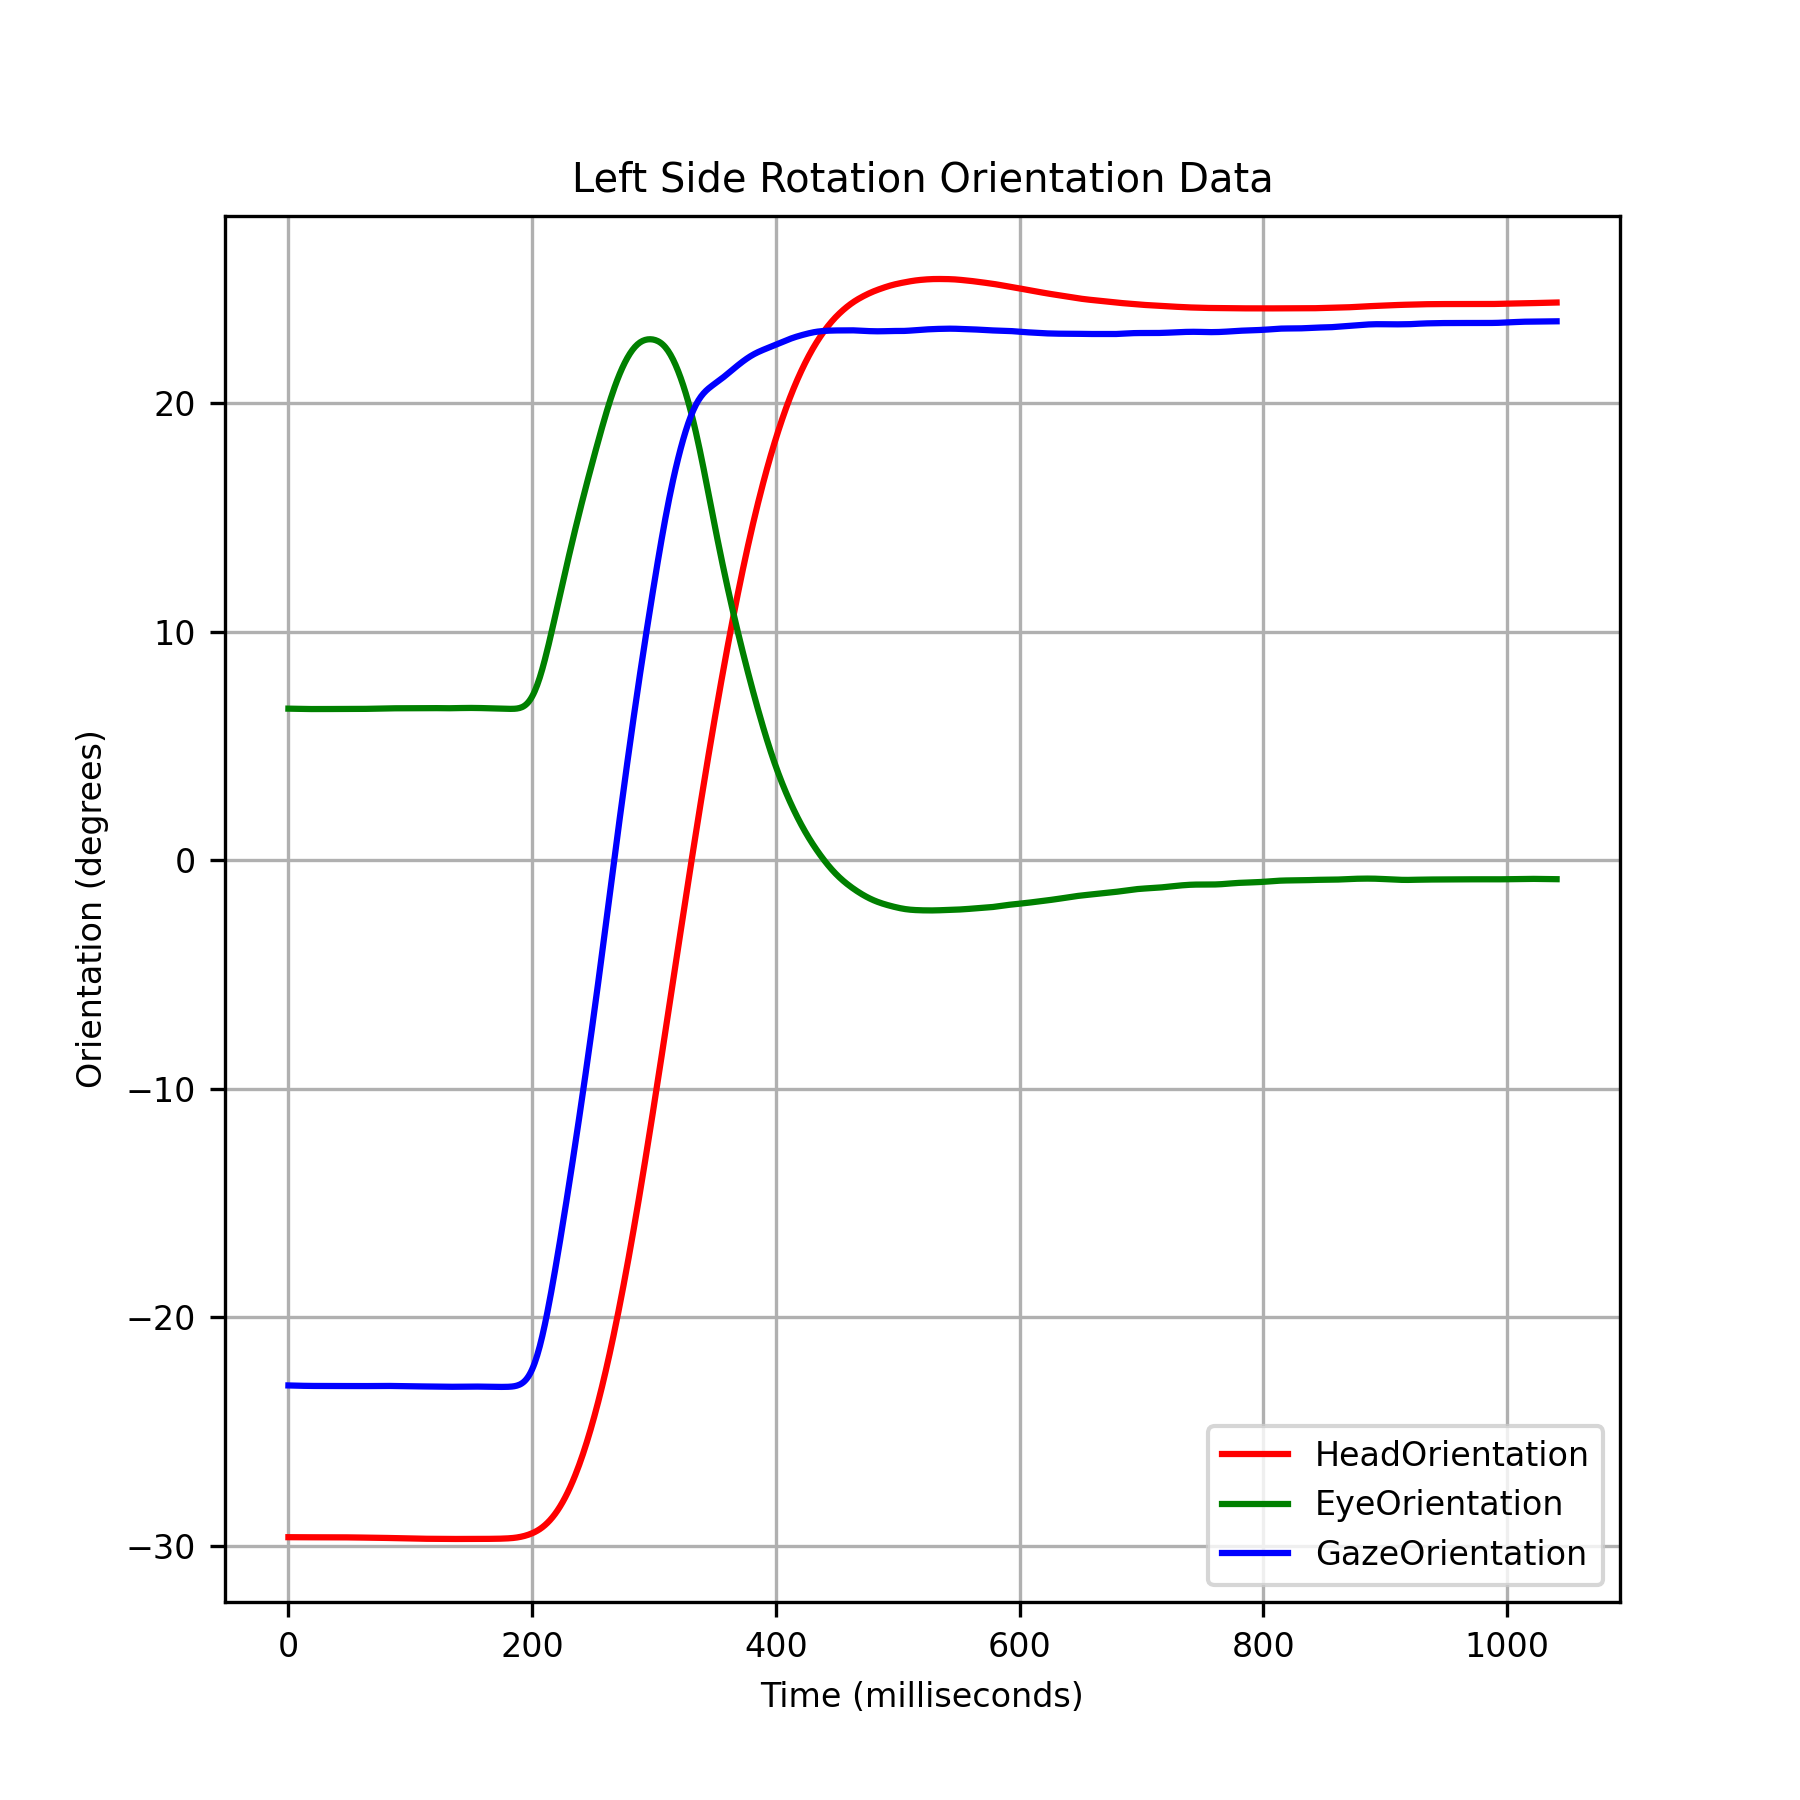 Left Side Rotation Orientation Data
Orientation (degrees)
20
10
0
−10
−20
−30
HeadOrientation
EyeOrientation
GazeOrientation
0 200 400 600 800 1000
Time (milliseconds)